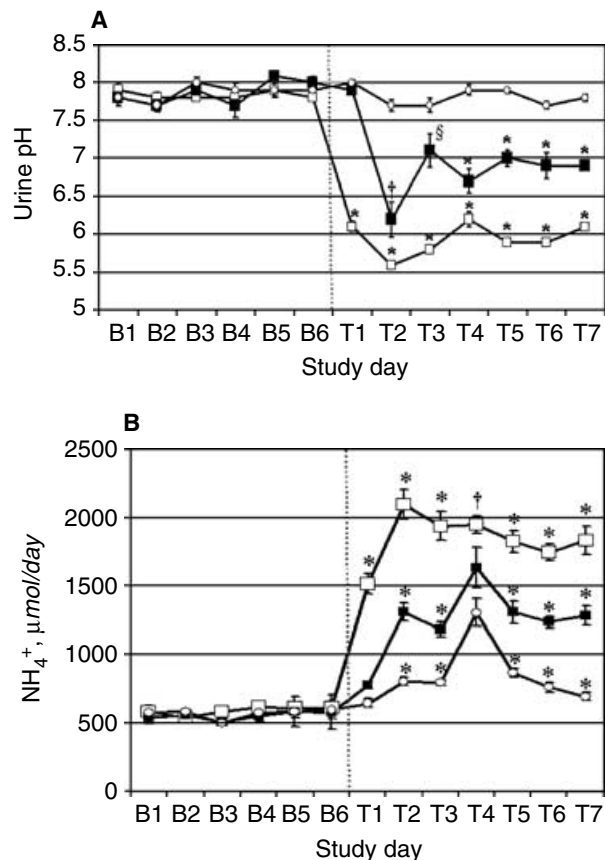 A
8.5
8
7.5
7
6.5
6
5.5
5
Urine pH
§
†
* * * *
* * * * * * *
B1 B2 B3 B4 B5 B6 T1 T2 T3 T4 T5 T6 T7
Study day
B
2500
2000
1500
1000
500
0
NH₄⁺, μmol/day
* * * † * * *
* * * * *
* * * * *
B1 B2 B3 B4 B5 B6 T1 T2 T3 T4 T5 T6 T7
Study day